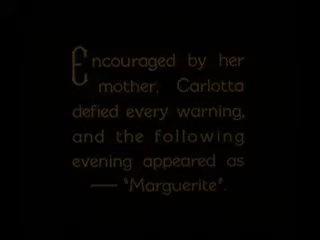 Encouraged by her
mother, Carlotta
defied every warning,
and the following
evening appeared as
— "Marguerite".